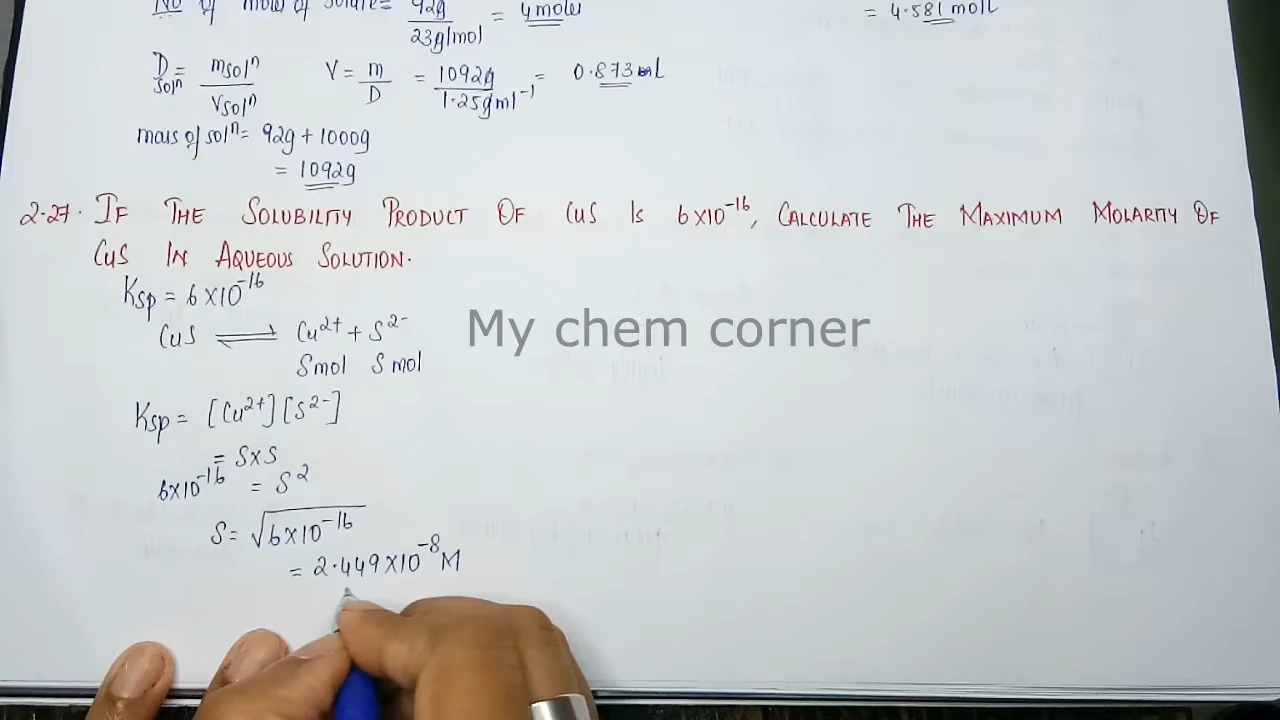 No of moles of solute = 92g / 23g/mol = 4 moles
= 4.581 mol L
D solⁿ = m solⁿ / V solⁿ V = m / D = 1092g / 1.25g ml⁻¹ = 0.873 L
mass of solⁿ = 92g + 1000g
= 1092g
2.27. IF THE SOLUBILITY PRODUCT OF CuS IS 6×10⁻¹⁶, CALCULATE THE MAXIMUM MOLARITY OF
CuS IN AQUEOUS SOLUTION.
Ksp = 6×10⁻¹⁶
CuS ⇌ Cu²⁺ + S²⁻
S mol S mol
My chem corner
Ksp = [Cu²⁺][S²⁻]
= S×S
6×10⁻¹⁶ = S²
S = √6×10⁻¹⁶
= 2.449×10⁻⁸ M